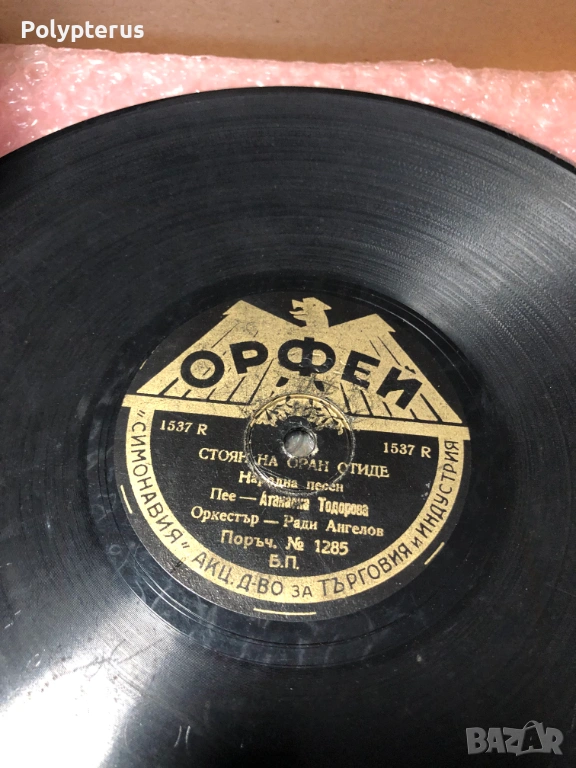 Polypterus
ОРФЕЙ
1537 R
1537 R
СТОЯН НА ОРАН ОТИДЕ
Народна песен
Пее — Атанаска Тодорова
Оркестър — Ради Ангелов
Поръч. № 1285
Б.П.
„СИМОНАВИЯ" АКЦ. Д-ВО ЗА ТЪРГОВИЯ И ИНДУСТРИЯ
BAZAR